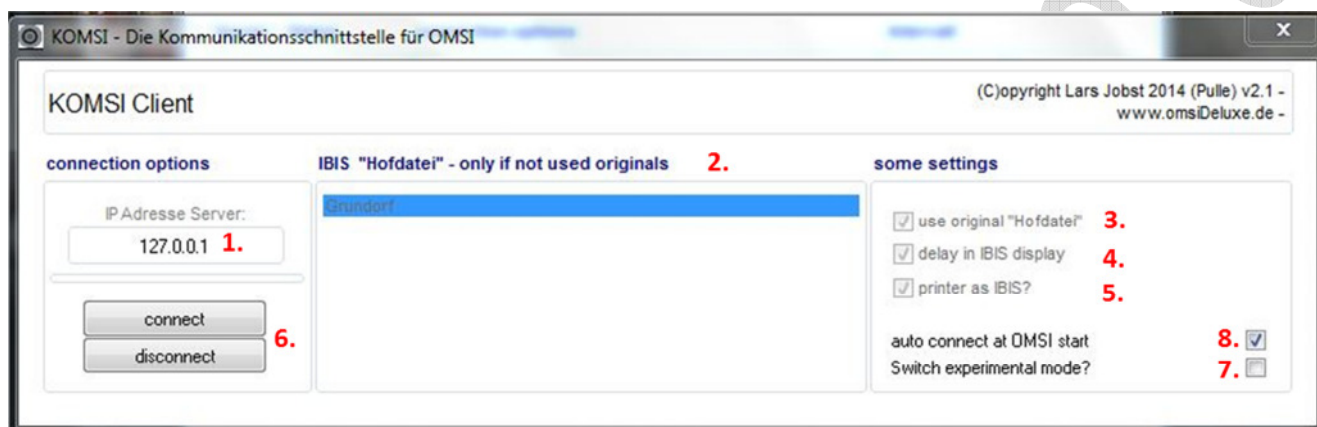 KOMSI - Die Kommunikationsschnittstelle für OMSI
X
KOMSI Client
(C)opyright Lars Jobst 2014 (Pulle) v2.1 -
www.omsiDeluxe.de -
connection options
IP Adresse Server:
127.0.0.1 1.
connect
disconnect
6.
IBIS "Hofdatei" - only if not used originals 2.
Grundorf
some settings
use original "Hofdatei" 3.
delay in IBIS display 4.
printer as IBIS? 5.
auto connect at OMSI start 8.
Switch experimental mode? 7.